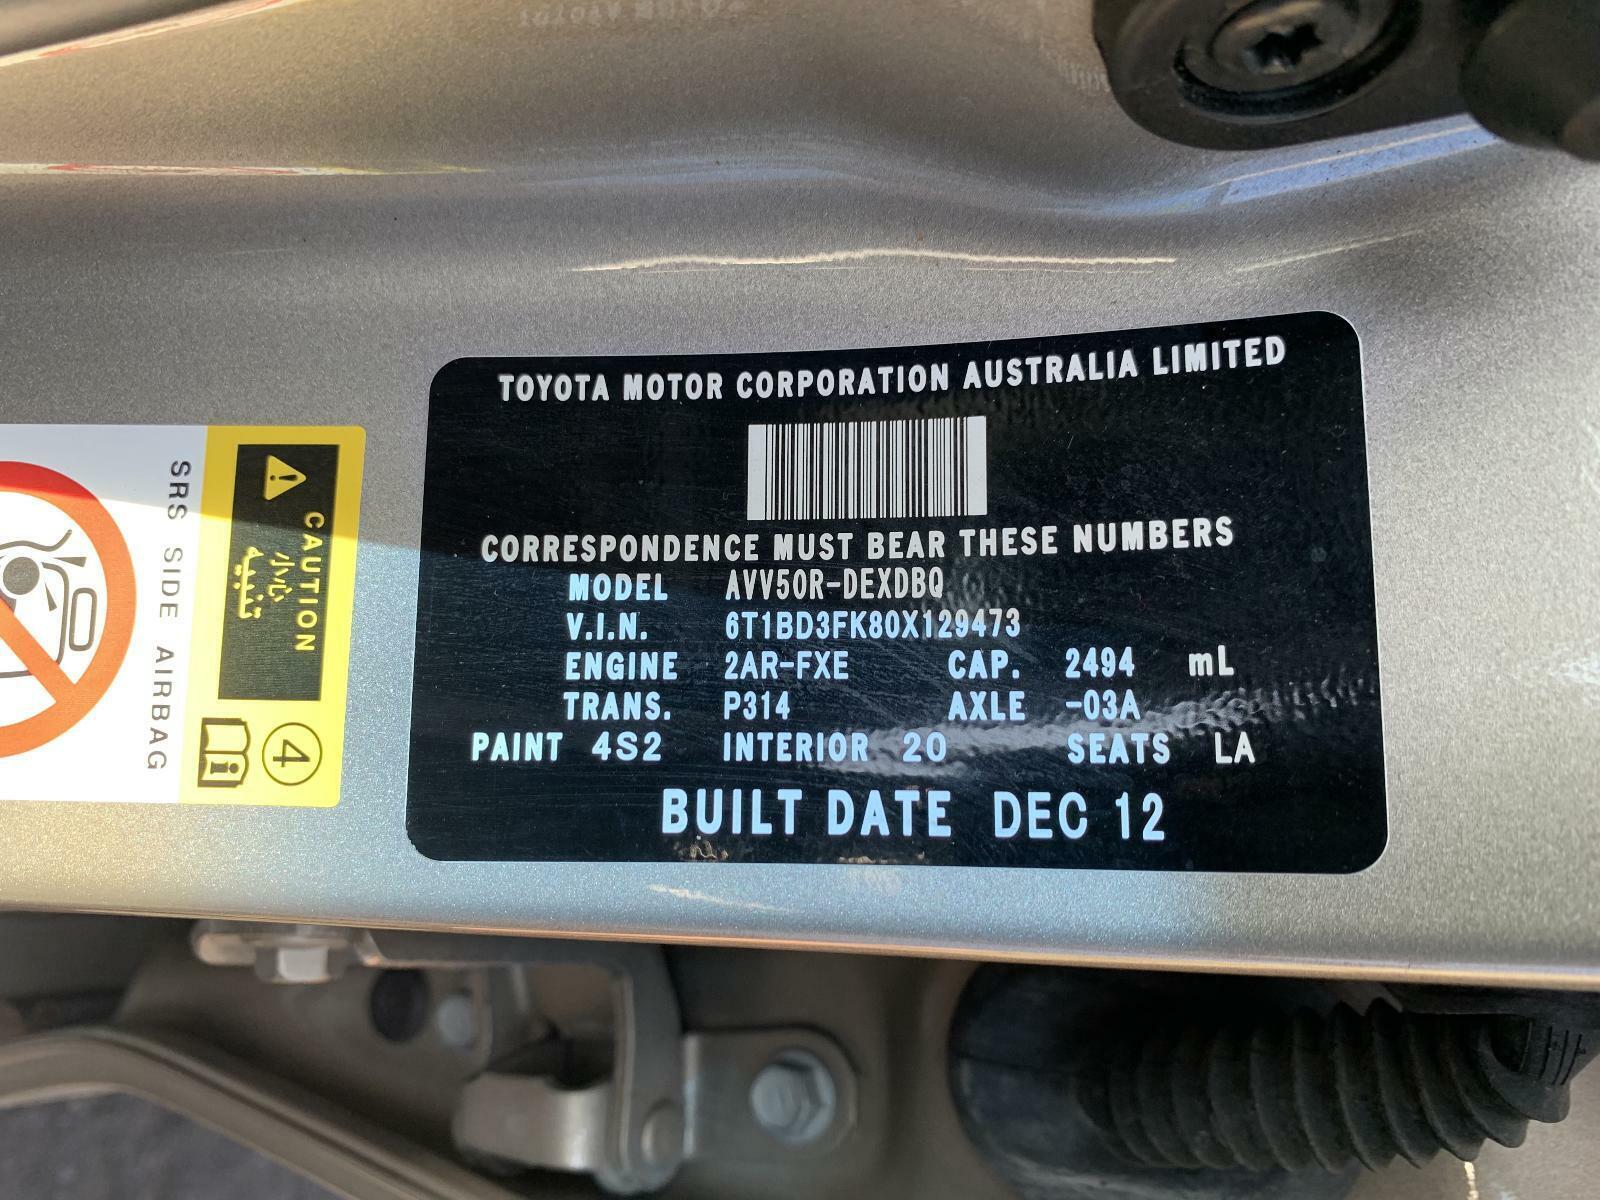 TOYOTA MOTOR CORPORATION AUSTRALIA LIMITED
CORRESPONDENCE MUST BEAR THESE NUMBERS
MODEL AVV50R-DEXDBQ
V.I.N. 6T1BD3FK80X129473
ENGINE 2AR-FXE CAP. 2494 mL
TRANS. P314 AXLE -03A
PAINT 4S2 INTERIOR 20 SEATS LA
BUILT DATE DEC 12
CAUTION
تنبيه
4
SRS SIDE AIRBAG